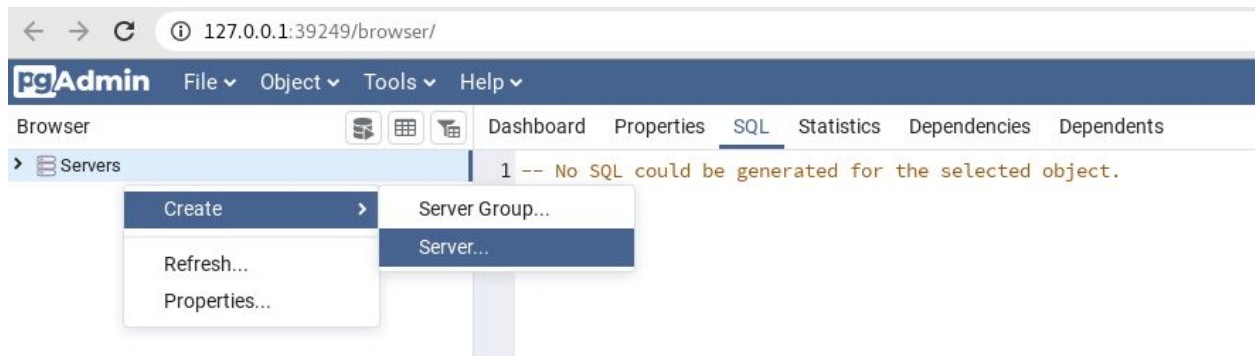 127.0.0.1:39249/browser/
pgAdmin File Object Tools Help
Browser Dashboard Properties SQL Statistics Dependencies Dependents
Servers
1 -- No SQL could be generated for the selected object.
Create Server Group...
Server...
Refresh...
Properties...